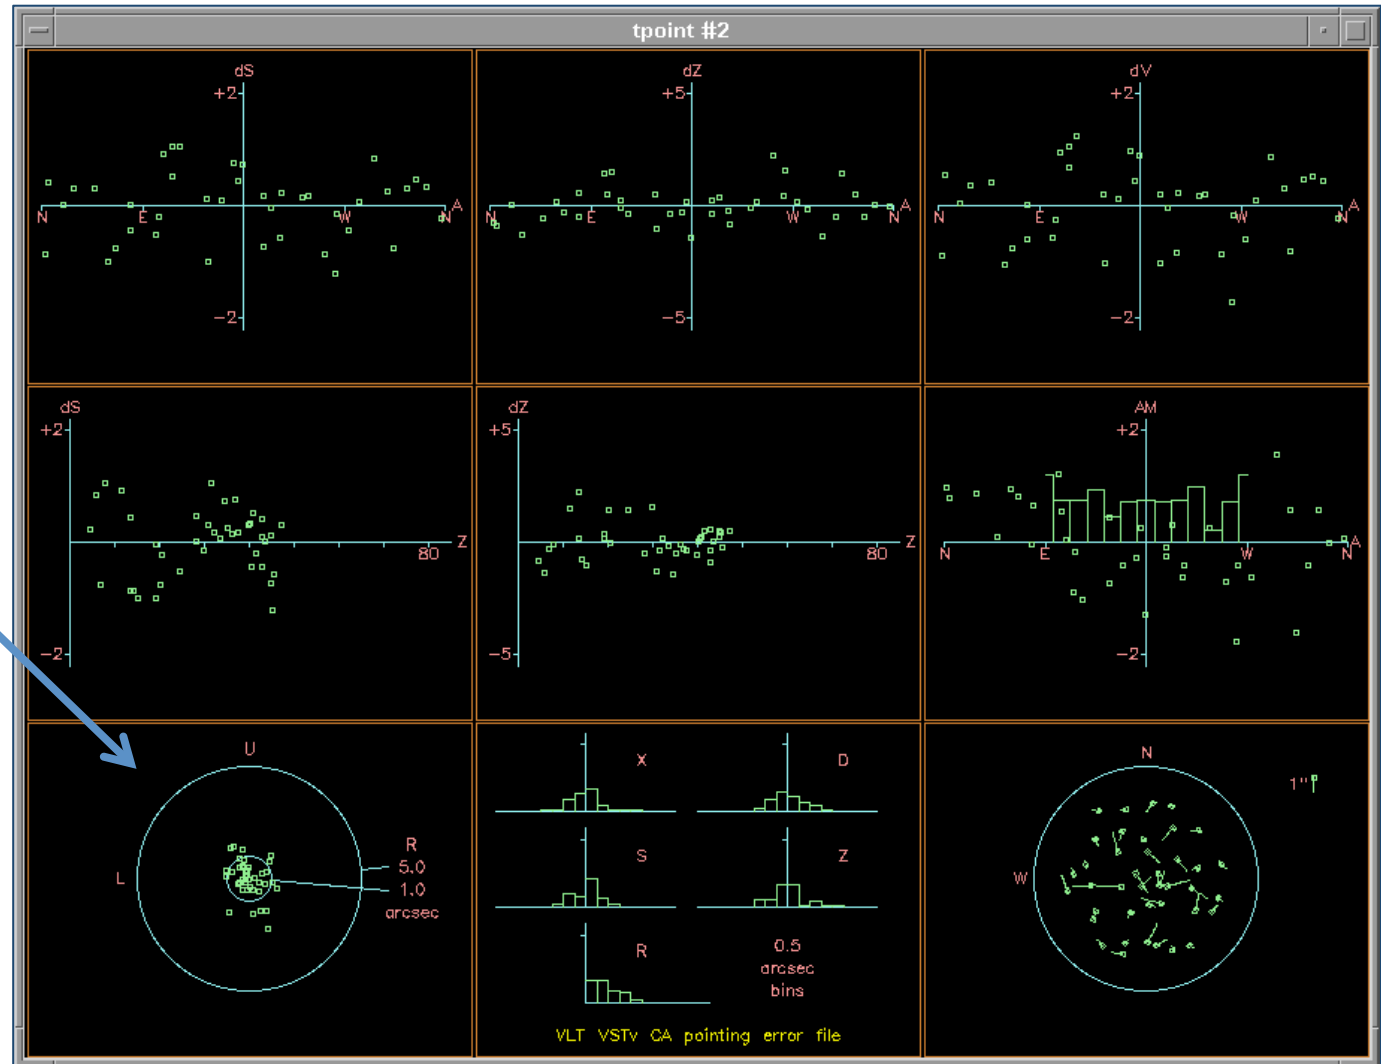 tpoint #2
dS
+2
N E W N A
-2
dZ
+5
N E W N A
-5
dV
+2
N E W N A
-2
dS
+2
80 Z
-2
dZ
+5
80 Z
-5
AM
+2
N E W N A
-2
U
L
R
5.0
1.0
arcsec
X D
S Z
R
0.5
arcsec
bins
VLT VSTv CA pointing error file
N
1"
W